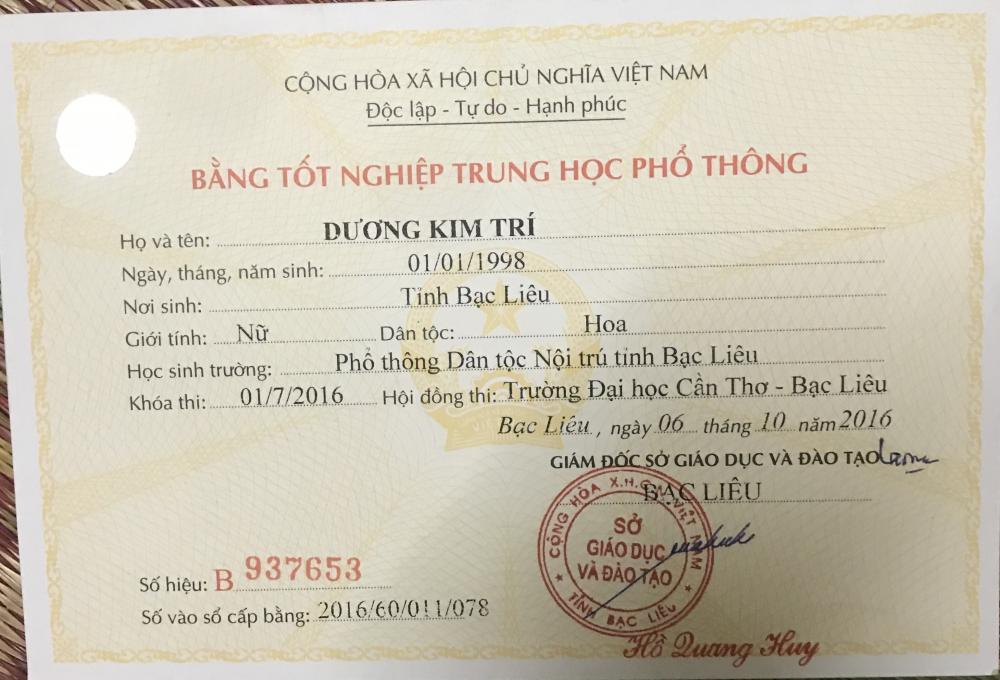 CỘNG HÒA XÃ HỘI CHỦ NGHĨA VIỆT NAM
Độc lập - Tự do - Hạnh phúc
BẰNG TỐT NGHIỆP TRUNG HỌC PHỔ THÔNG
Họ và tên: DƯƠNG KIM TRÍ
Ngày, tháng, năm sinh: 01/01/1998
Nơi sinh: Tỉnh Bạc Liêu
Giới tính: Nữ Dân tộc: Hoa
Học sinh trường: Phổ thông Dân tộc Nội trú tỉnh Bạc Liêu
Khóa thi: 01/7/2016 Hội đồng thi: Trường Đại học Cần Thơ - Bạc Liêu
Bạc Liêu, ngày 06 tháng 10 năm 2016
GIÁM ĐỐC SỞ GIÁO DỤC VÀ ĐÀO TẠO
BẠC LIÊU
CỘNG HÒA X.H.C.N VIỆT NAM
SỞ
GIÁO DỤC
VÀ ĐÀO TẠO
TỈNH BẠC LIÊU
Số hiệu: B 937653
Số vào sổ cấp bằng: 2016/60/011/078
Hồ Quang Huy